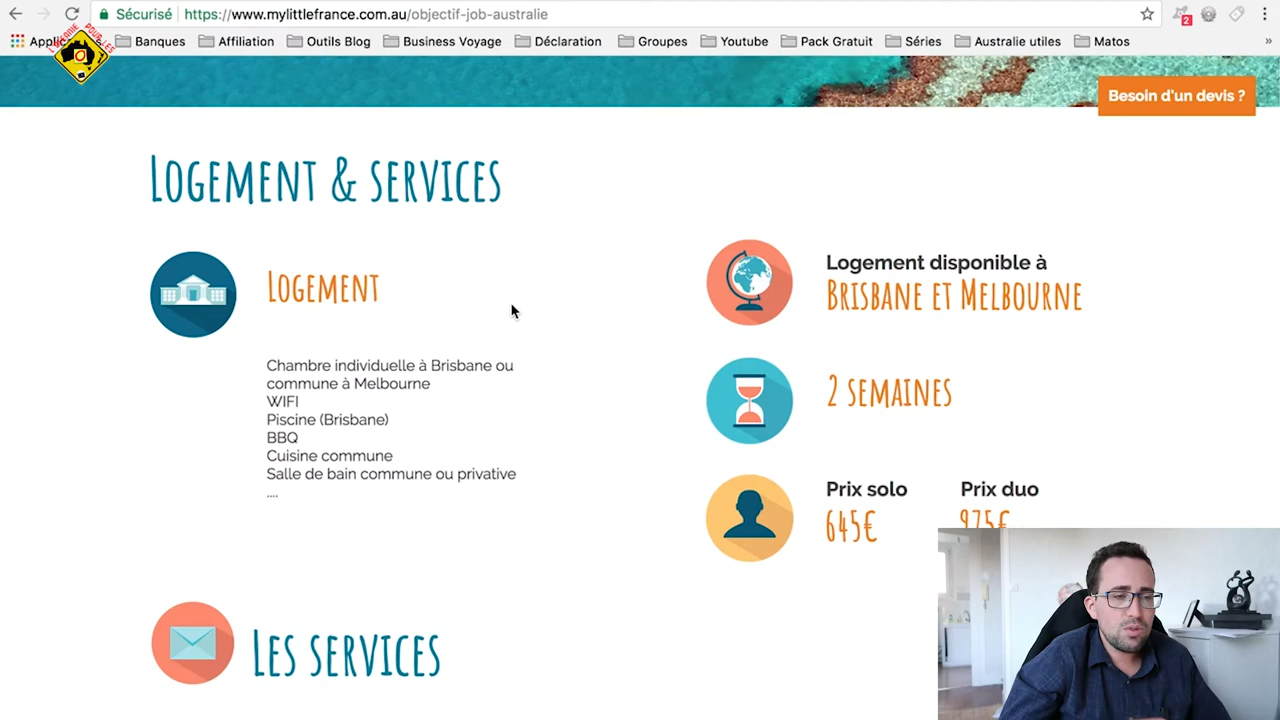 Sécurisé https://www.mylittlefrance.com.au/objectif-job-australie
Banques Affiliation Outils Blog Business Voyage Déclaration Groupes Youtube Pack Gratuit Séries Australie utiles Matos »
2
Besoin d'un devis ?
LOGEMENT & SERVICES
LOGEMENT
Chambre individuelle à Brisbane ou
commune à Melbourne
WIFI
Piscine (Brisbane)
BBQ
Cuisine commune
Salle de bain commune ou privative
....
Logement disponible à
BRISBANE ET MELBOURNE
2 SEMAINES
Prix solo Prix duo
645€ 975€
LES SERVICES